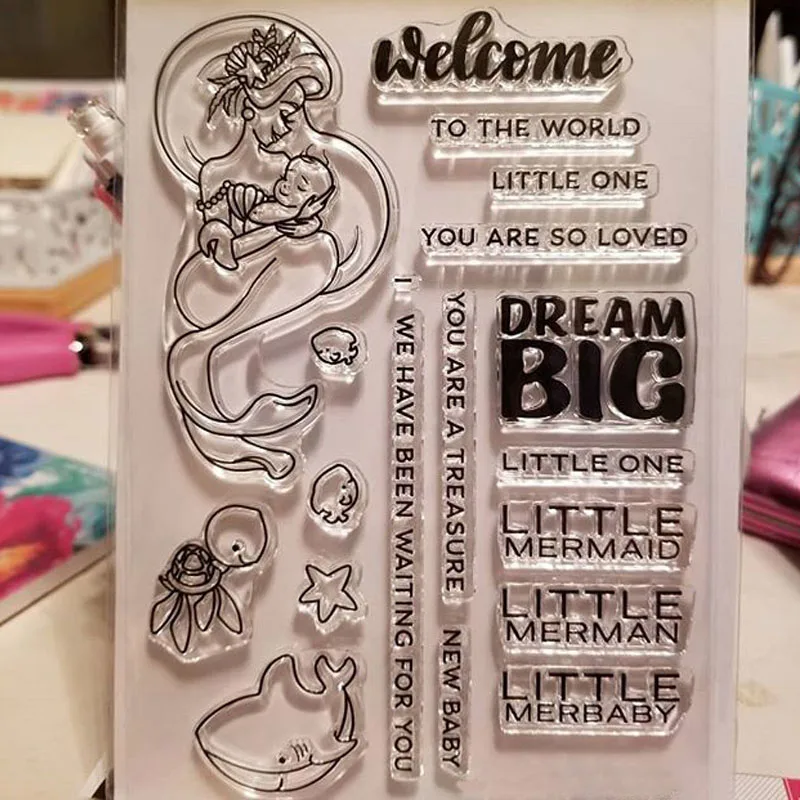 welcome
TO THE WORLD
LITTLE ONE
YOU ARE SO LOVED
I
WE HAVE BEEN WAITING FOR YOU
YOU ARE A TREASURE
NEW BABY
DREAM
BIG
LITTLE ONE
LITTLE
MERMAID
LITTLE
MERMAN
LITTLE
MERBABY